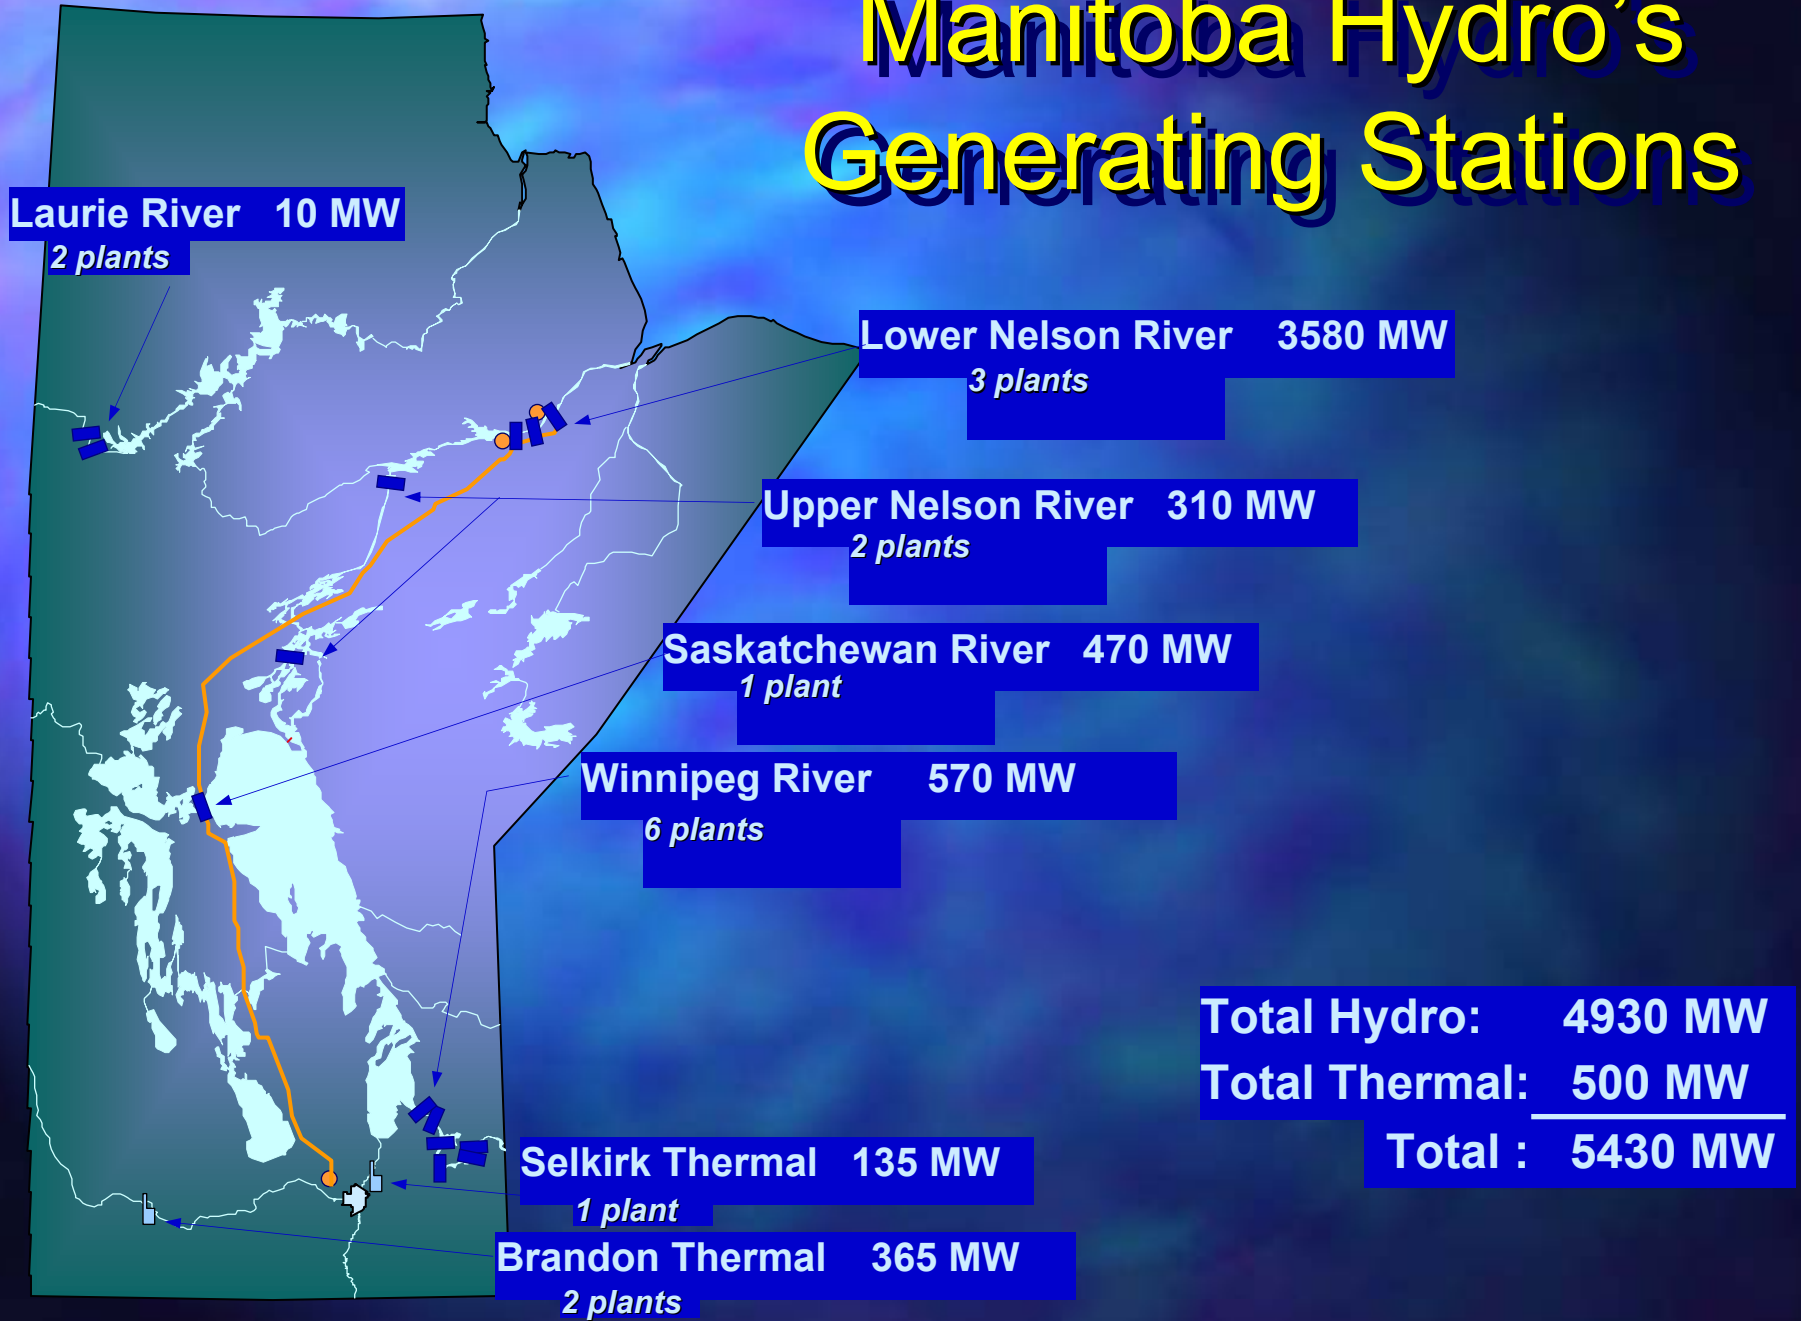 Manitoba Hydro's
Generating Stations
Laurie River 10 MW
2 plants
Lower Nelson River 3580 MW
3 plants
Upper Nelson River 310 MW
2 plants
Saskatchewan River 470 MW
1 plant
Winnipeg River 570 MW
6 plants
Total Hydro: 4930 MW
Total Thermal: 500 MW
Total : 5430 MW
Selkirk Thermal 135 MW
1 plant
Brandon Thermal 365 MW
2 plants